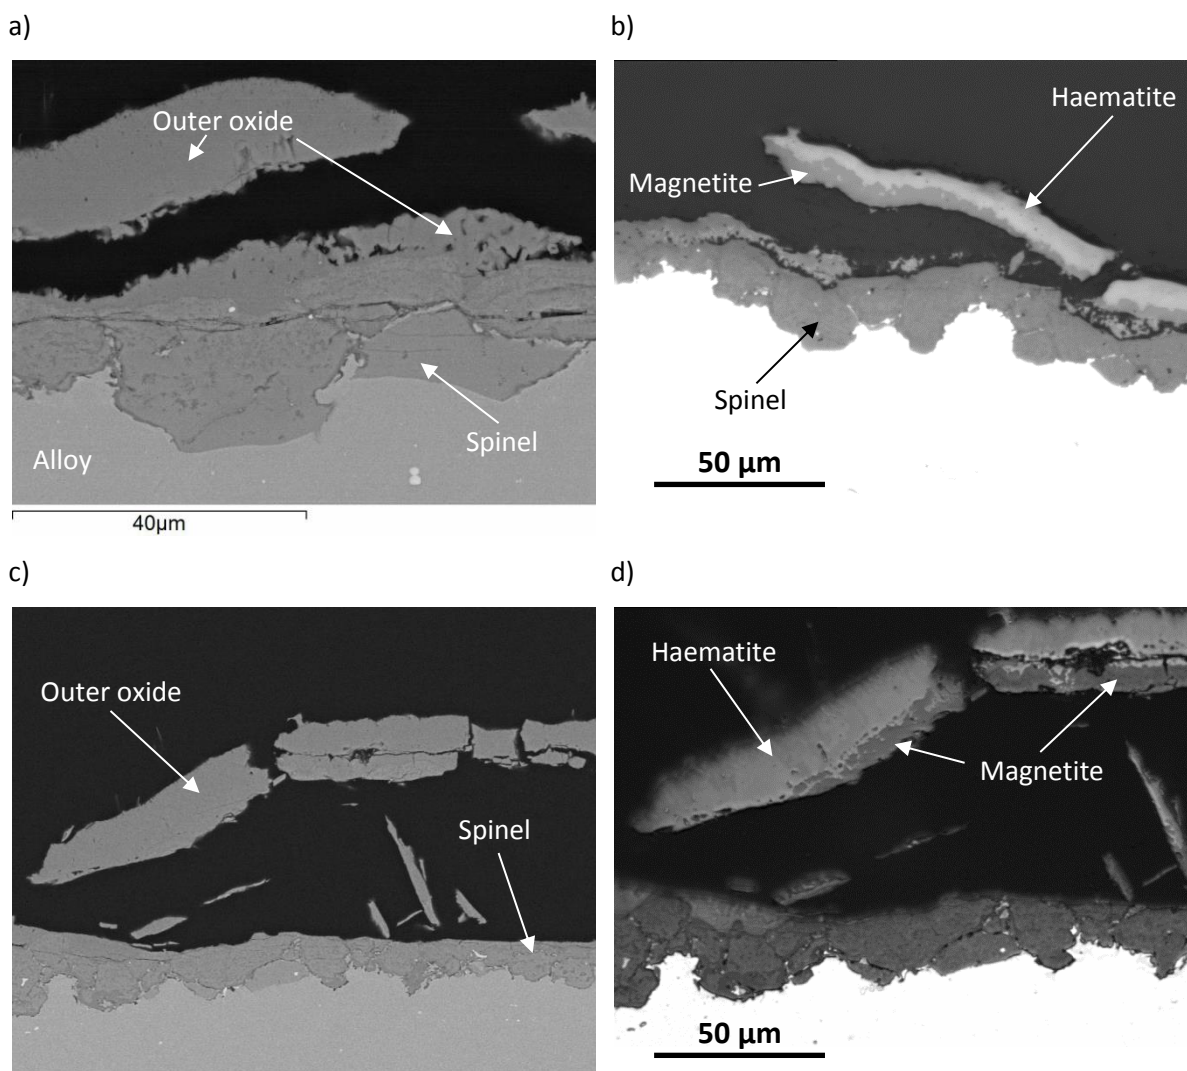 a)
Outer oxide
Spinel
Alloy
40µm
b)
Haematite
Magnetite
Spinel
50 µm
c)
Outer oxide
Spinel
d)
Haematite
Magnetite
50 µm